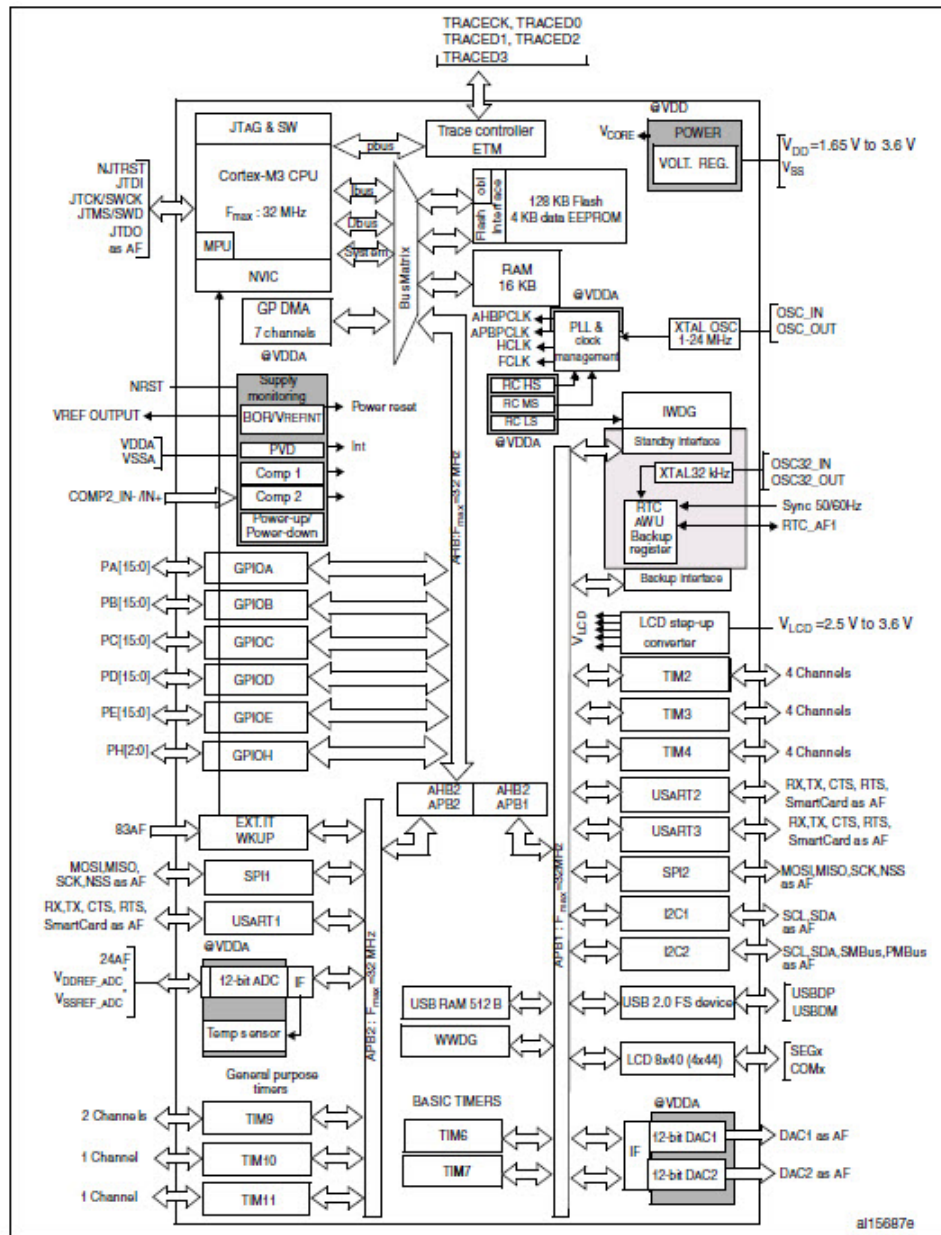 TRACECK, TRACED0
TRACED1, TRACED2
TRACED3
@VDD
JTAG & SW
pbus
Trace controller
ETM
VCORE
POWER
VOLT. REG.
VDD=1.65 V to 3.6 V
VSS
NJTRST
JTDI
JTCK/SWCK
JTMS/SWD
JTDO
as AF
Cortex-M3 CPU
Fmax : 32 MHz
MPU
NVIC
Ibus
Dbus
System
BusMatrix
Flash obl
Interface
128 KB Flash
4 KB data EEPROM
RAM
16 KB
@VDDA
GP DMA
7 channels
@VDDA
AHBPCLK
APBPCLK
HCLK
FCLK
PLL &
clock
management
XTAL OSC
1-24 MHz
OSC_IN
OSC_OUT
RC HS
RC MS
RC LS
@VDDA
IWDG
Standby interface
NRST
VREF OUTPUT
VDDA
VSSA
COMP2_IN-/IN+
Supply
monitoring
BOR/VREFINT
PVD
Comp 1
Comp 2
Power-up/
Power-down
Power reset
Int
AHB:Fmax=32 MHz
XTAL32 kHz
OSC32_IN
OSC32_OUT
RTC
AWU
Backup
register
Sync 50/60Hz
RTC_AF1
Backup interface
PA[15:0]
GPIOA
PB[15:0]
GPIOB
PC[15:0]
GPIOC
PD[15:0]
GPIOD
PE[15:0]
GPIOE
PH[2:0]
GPIOH
VLCD
LCD step-up
converter
VLCD =2.5 V to 3.6 V
TIM2
4 Channels
TIM3
4 Channels
TIM4
4 Channels
AHB2
APB2
AHB2
APB1
USART2
RX,TX, CTS, RTS,
SmartCard as AF
USART3
RX,TX, CTS, RTS,
SmartCard as AF
SPI2
MOSI,MISO,SCK,NSS
as AF
I2C1
SCL,SDA
as AF
I2C2
SCL,SDA,SMBus,PMBus
as AF
83AF
EXT.IT
WKUP
MOSI,MISO,
SCK,NSS as AF
SPI1
RX,TX, CTS, RTS,
SmartCard as AF
USART1
@VDDA
24AF
VDDREF_ADC
VSSREF_ADC
12-bit ADC
IF
Temp sensor
APB2 : Fmax=32 MHz
APB1 : Fmax=32MHz
USB RAM 512 B
WWDG
USB 2.0 FS device
USBDP
USBDM
LCD 8x40 (4x44)
SEGx
COMx
General purpose
timers
2 Channels
TIM9
1 Channel
TIM10
1 Channel
TIM11
BASIC TIMERS
TIM6
TIM7
@VDDA
IF
12-bit DAC1
DAC1 as AF
12-bit DAC2
DAC2 as AF
al15687e